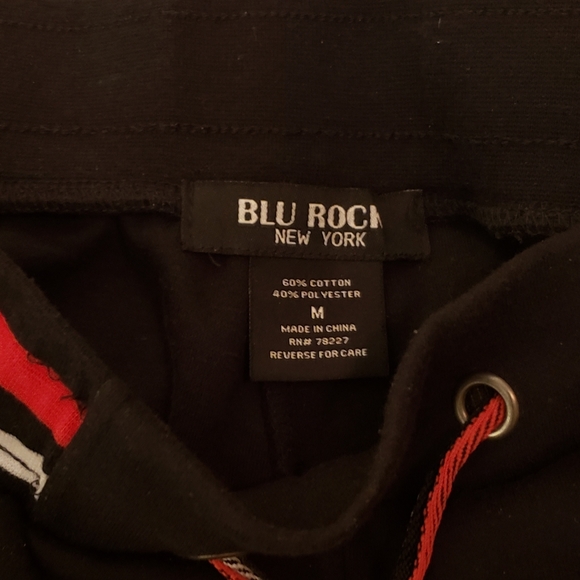 BLU ROCK
NEW YORK
60% COTTON
40% POLYESTER
M
MADE IN CHINA
RN# 78227
REVERSE FOR CARE